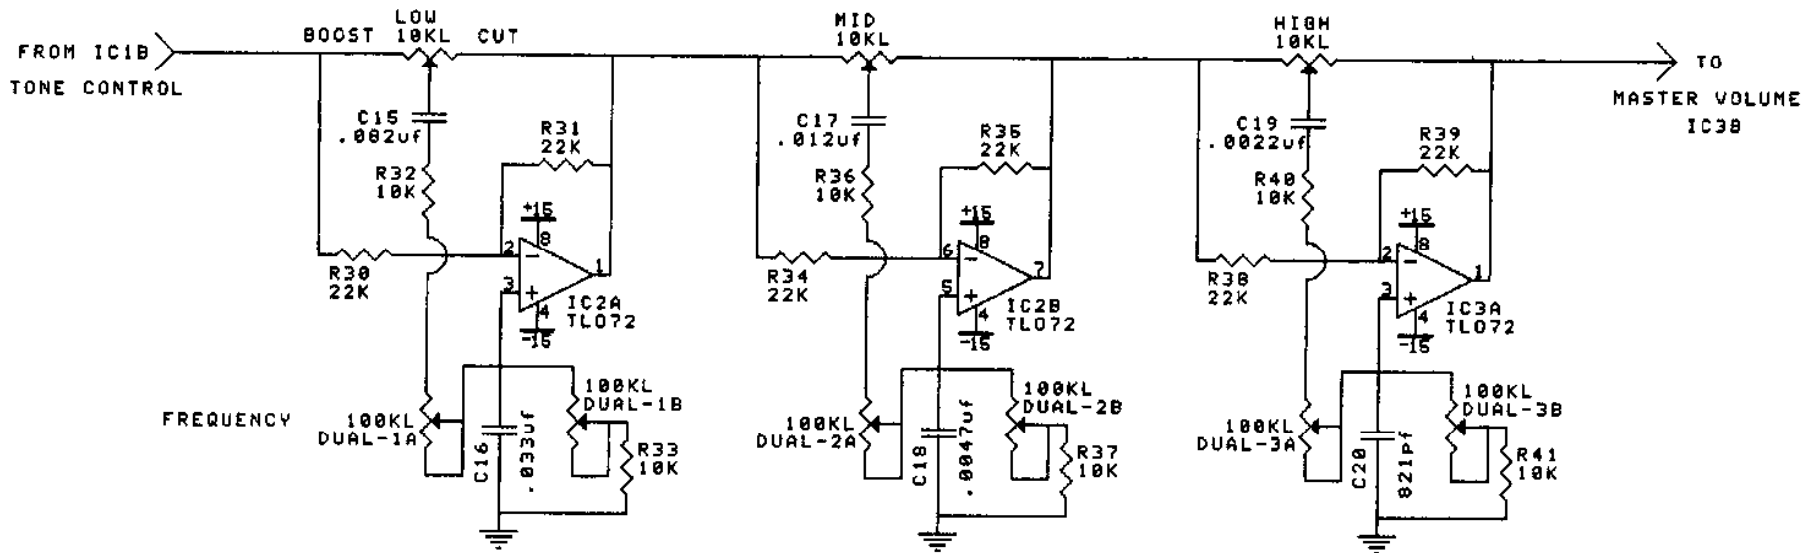 FROM IC1B
TONE CONTROL
BOOST
LOW
10KL
CUT
C15
.082uf
R32
10K
R31
22K
+15
8
2
-
3
+
1
4
-15
IC2A
TL072
R30
22K
FREQUENCY
100KL
DUAL-1A
C16
.033uf
100KL
DUAL-1B
R33
10K
MID
10KL
C17
.012uf
R36
10K
R35
22K
+15
8
6
-
5
+
7
4
-15
IC2B
TL072
R34
22K
100KL
DUAL-2A
C18
.0047uf
100KL
DUAL-2B
R37
10K
HIGH
10KL
C19
.0022uf
R40
10K
R39
22K
+15
8
2
-
3
+
1
4
-15
IC3A
TL072
R38
22K
100KL
DUAL-3A
C20
821pf
100KL
DUAL-3B
R41
10K
TO
MASTER VOLUME
IC3B